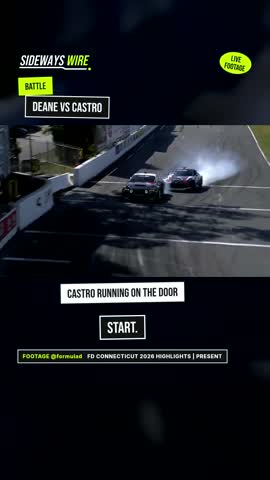 SIDEWAYS WIRE.
LIVE
FOOTAGE
BATTLE
DEANE VS CASTRO
CASTRO RUNNING ON THE DOOR
START.
FOOTAGE @formulad FD CONNECTICUT 2026 HIGHLIGHTS | PRESENT